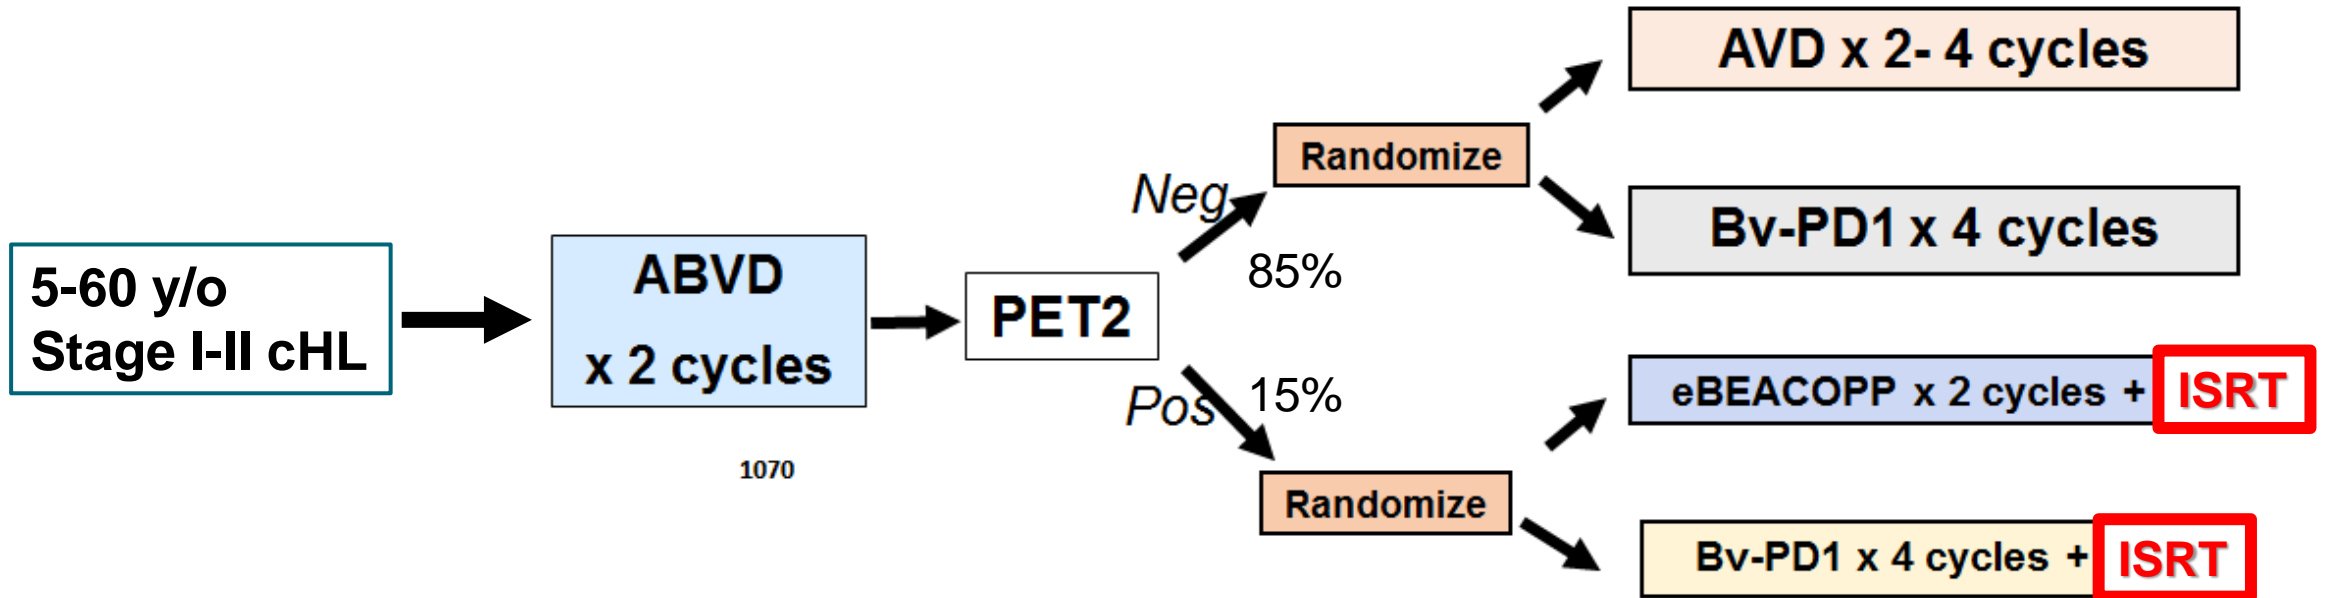 5-60 y/o
Stage I-II cHL
ABVD
x 2 cycles
1070
PET2
Neg
85%
Pos
15%
Randomize
AVD x 2- 4 cycles
Bv-PD1 x 4 cycles
Randomize
eBEACOPP x 2 cycles + ISRT
Bv-PD1 x 4 cycles + ISRT